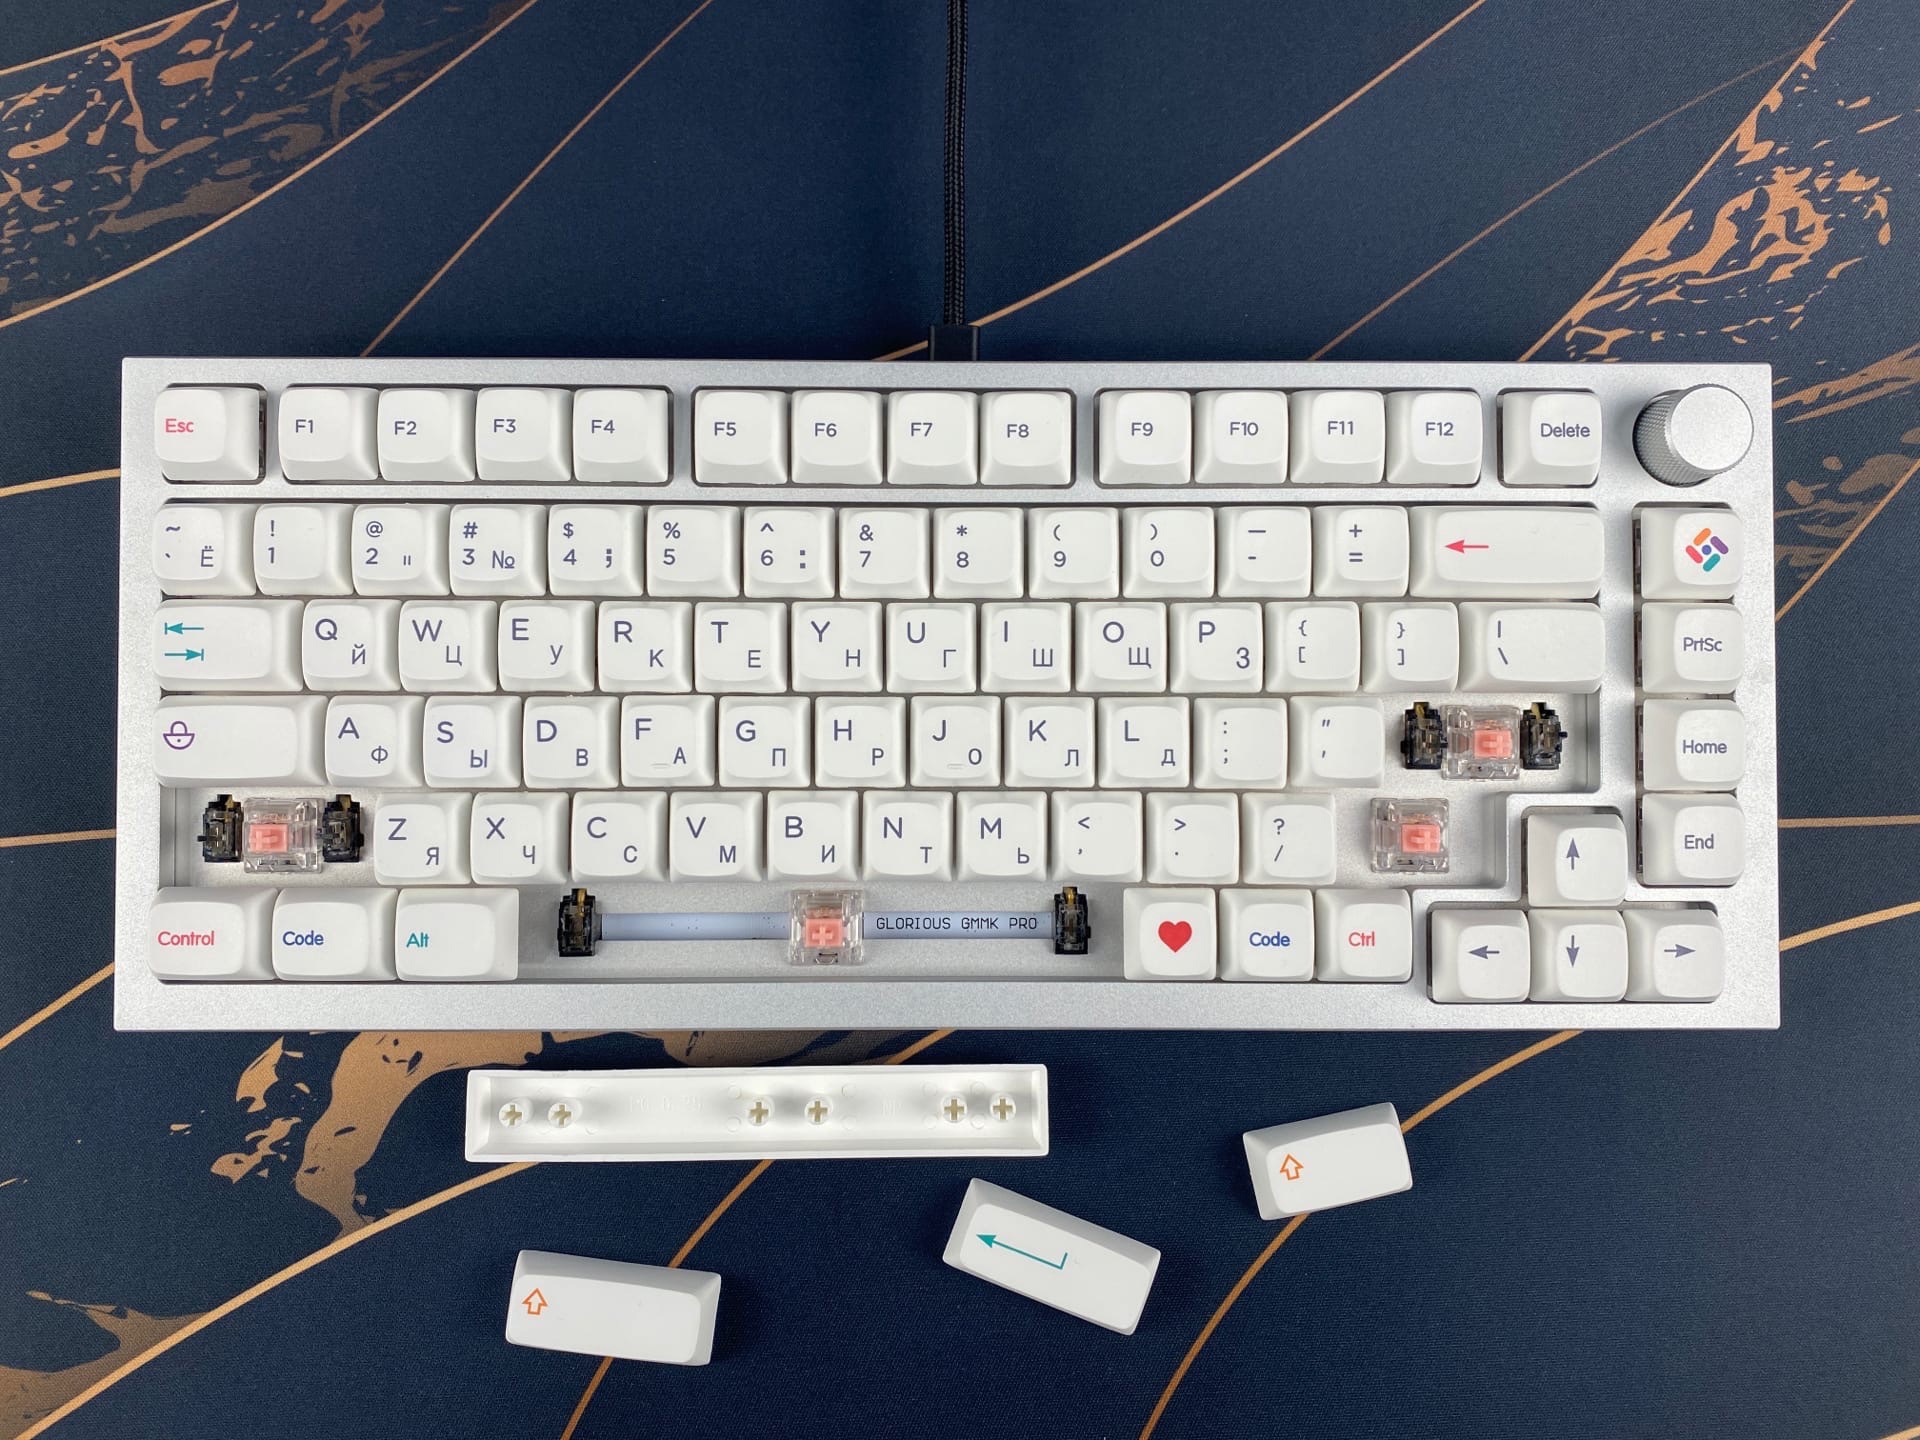 Esc F1 F2 F3 F4 F5 F6 F7 F8 F9 F10 F11 F12 Delete
~ ! @ # $ % ^ & * ( ) — +
` Ё 1 2 " 3 № 4 ; 5 6 : 7 8 9 0 - =
Q W E R T Y U I O P { } |
Й Ц У К Е Н Г Ш Щ З [ ] \ PrtSc
A S D F G H J K L : "
Ф Ы В А П Р О Л Д ; ' Home
Z X C V B N M < > ?
Я Ч С М И Т Ь , . / End
Control Code Alt GLORIOUS GMMK PRO Code Ctrl